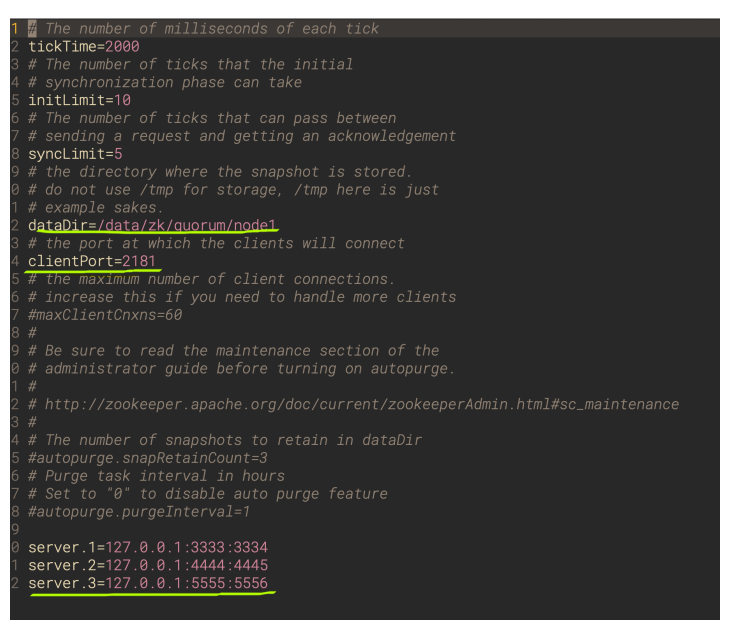 1 # The number of milliseconds of each tick
2 tickTime=2000
3 # The number of ticks that the initial
4 # synchronization phase can take
5 initLimit=10
6 # The number of ticks that can pass between
7 # sending a request and getting an acknowledgement
8 syncLimit=5
9 # the directory where the snapshot is stored.
0 # do not use /tmp for storage, /tmp here is just
1 # example sakes.
2 dataDir=/data/zk/quorum/node1
3 # the port at which the clients will connect
4 clientPort=2181
5 # the maximum number of client connections.
6 # increase this if you need to handle more clients
7 #maxClientCnxns=60
8 #
9 # Be sure to read the maintenance section of the
0 # administrator guide before turning on autopurge.
1 #
2 # http://zookeeper.apache.org/doc/current/zookeeperAdmin.html#sc_maintenance
3 #
4 # The number of snapshots to retain in dataDir
5 #autopurge.snapRetainCount=3
6 # Purge task interval in hours
7 # Set to "0" to disable auto purge feature
8 #autopurge.purgeInterval=1
9
0 server.1=127.0.0.1:3333:3334
1 server.2=127.0.0.1:4444:4445
2 server.3=127.0.0.1:5555:5556